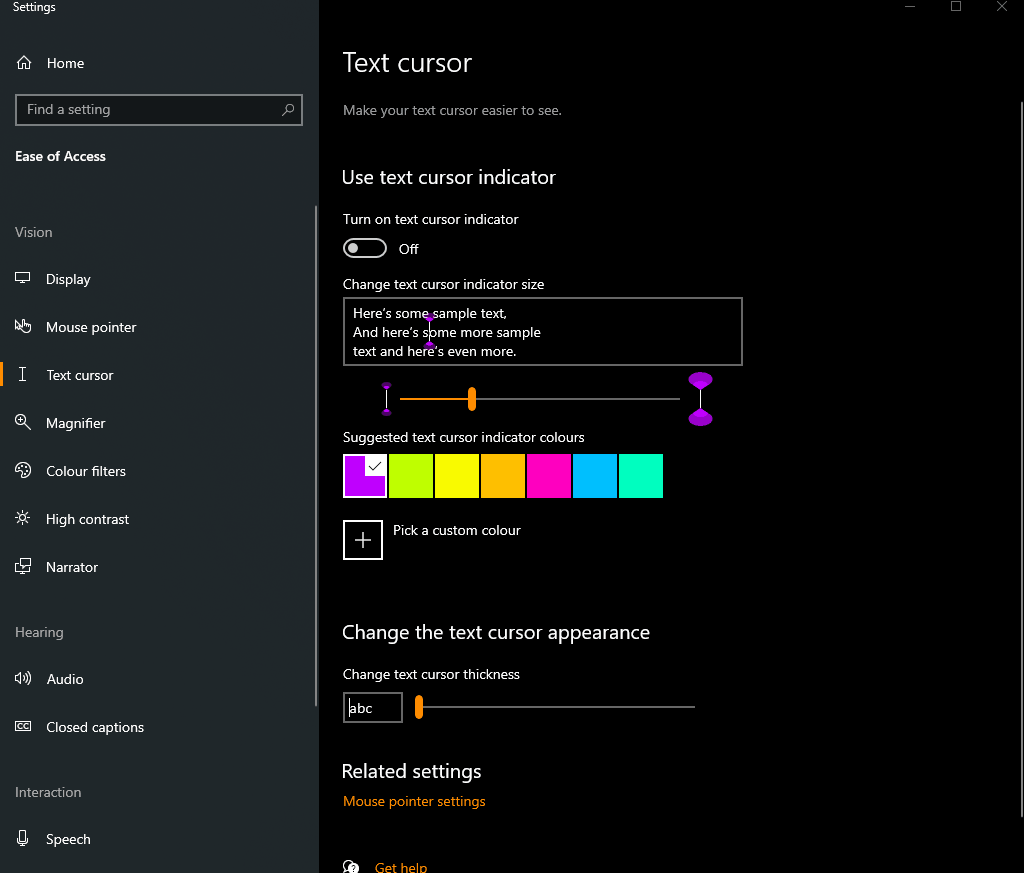 Settings
Home
Find a setting
Ease of Access
Vision
Display
Mouse pointer
Text cursor
Magnifier
Colour filters
High contrast
Narrator
Hearing
Audio
Closed captions
Interaction
Speech
Text cursor
Make your text cursor easier to see.
Use text cursor indicator
Turn on text cursor indicator
Off
Change text cursor indicator size
Here's some sample text,
And here's some more sample
text and here's even more.
Suggested text cursor indicator colours
Pick a custom colour
Change the text cursor appearance
Change text cursor thickness
abc
Related settings
Mouse pointer settings
Get help